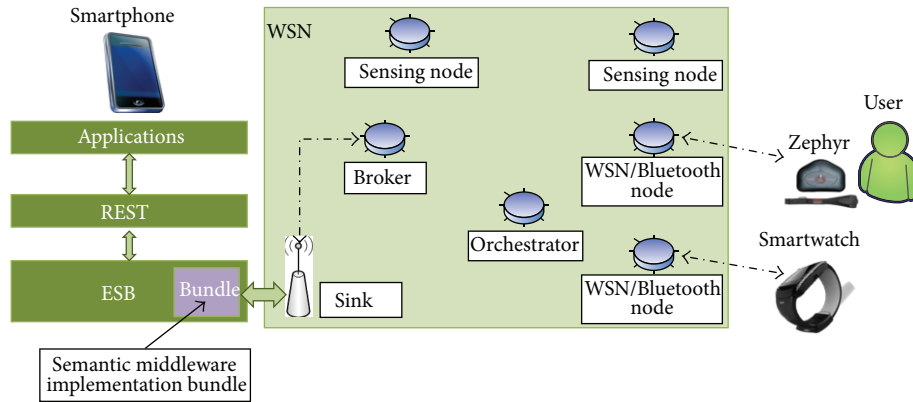 Smartphone
WSN
Sensing node
Sensing node
User
Applications
Zephyr
Broker
WSN/Bluetooth
node
REST
Orchestrator
Smartwatch
ESB
Bundle
Sink
WSN/Bluetooth
node
Semantic middleware
implementation bundle